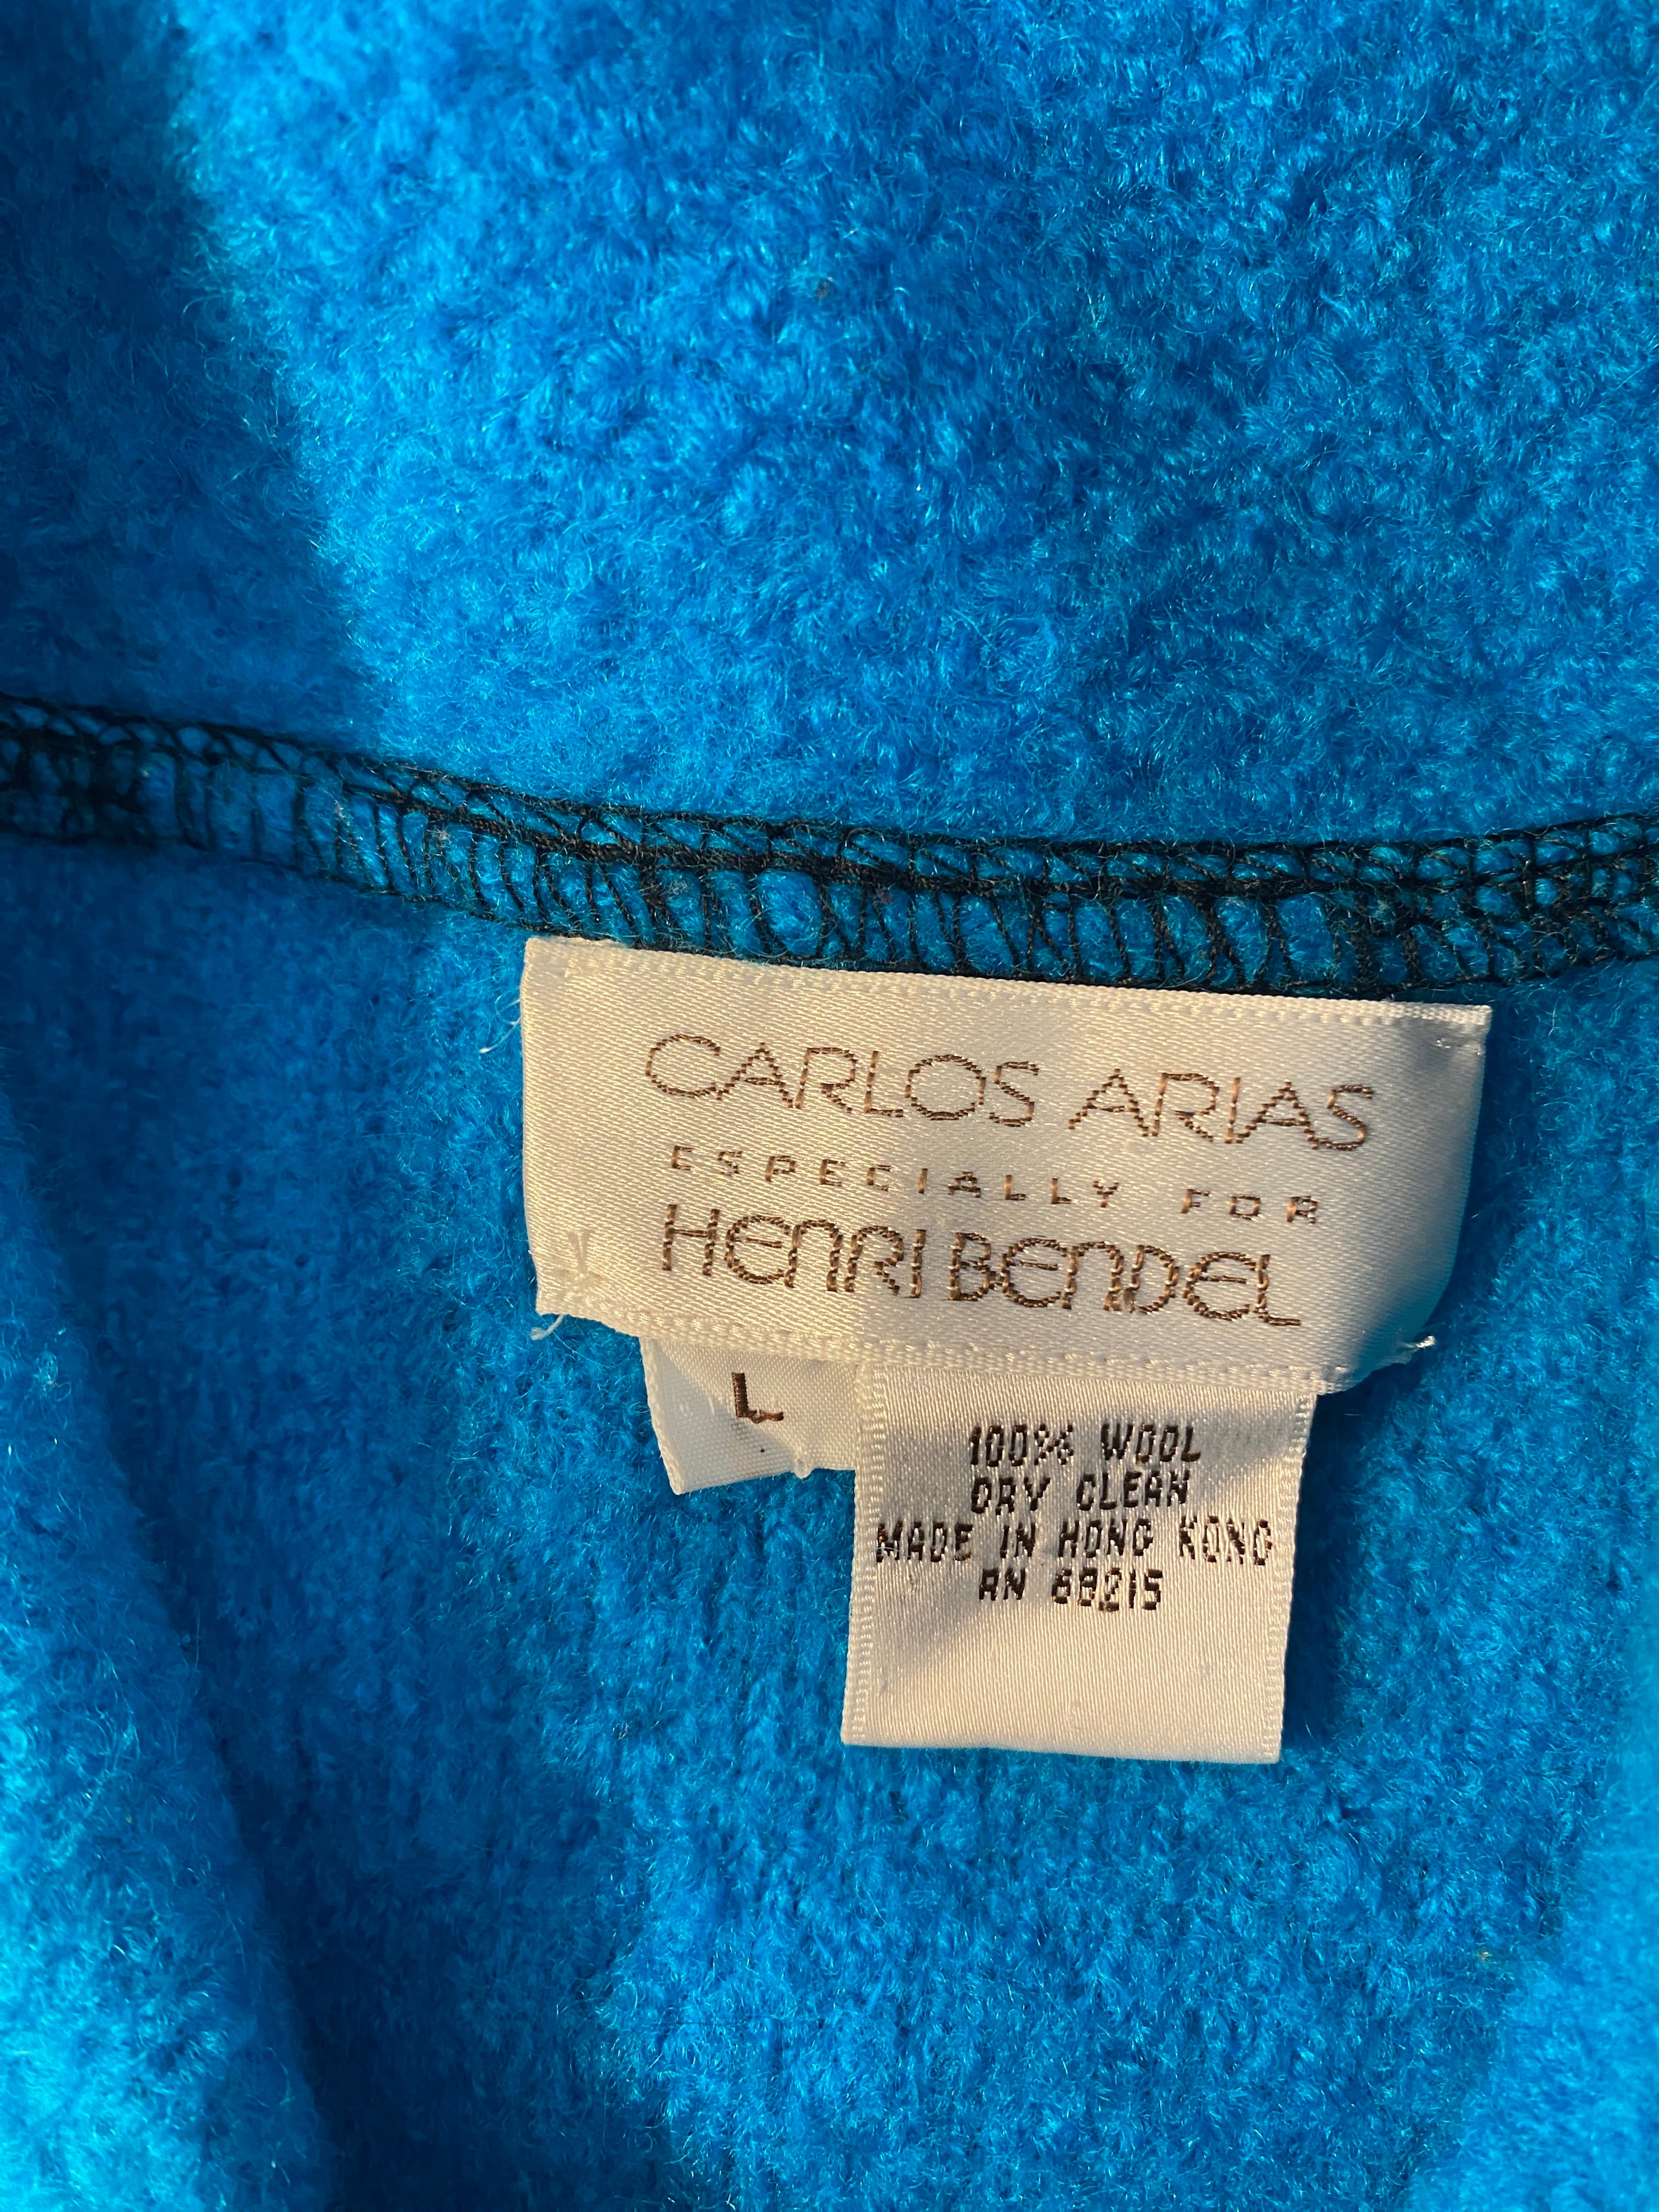 CARLOS ARIAS
ESPECIALLY FOR
HENRI BENDEL
L
100% WOOL
DRY CLEAN
MADE IN HONG KONG
RN 68215